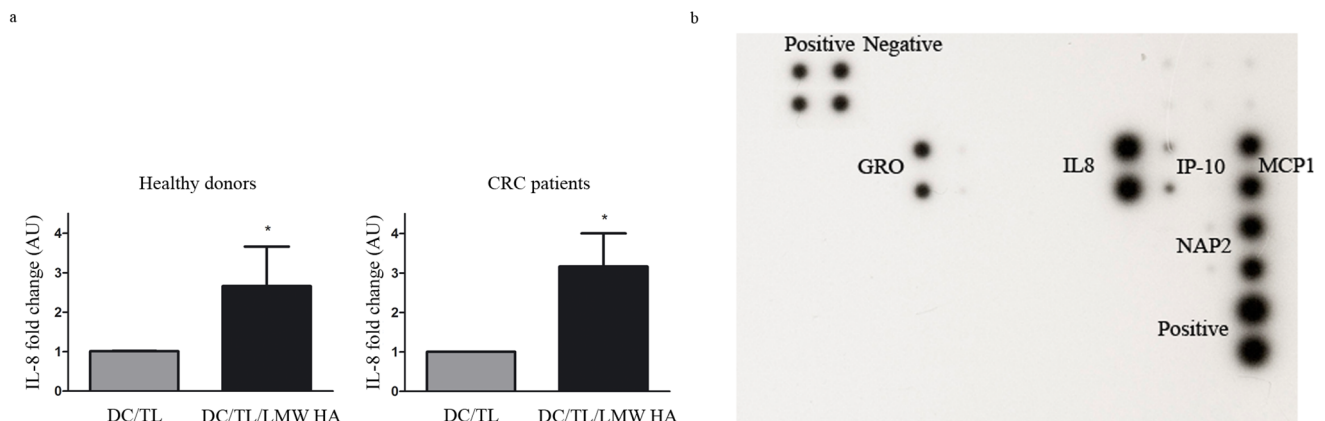 a
Healthy donors
IL-8 fold change (AU)
4
3
2
1
0
*
DC/TL
DC/TL/LMW HA
CRC patients
IL-8 fold change (AU)
4
3
2
1
0
*
DC/TL
DC/TL/LMW HA
b
Positive Negative
GRO
IL8
IP-10
MCP1
NAP2
Positive